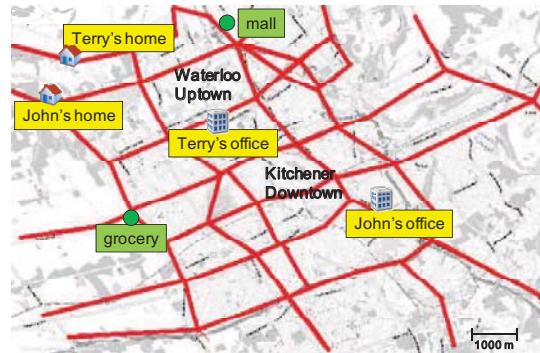 mall
Terry's home
Waterloo
Uptown
John's home
Terry's office
Kitchener
Downtown
John's office
grocery
1000 m